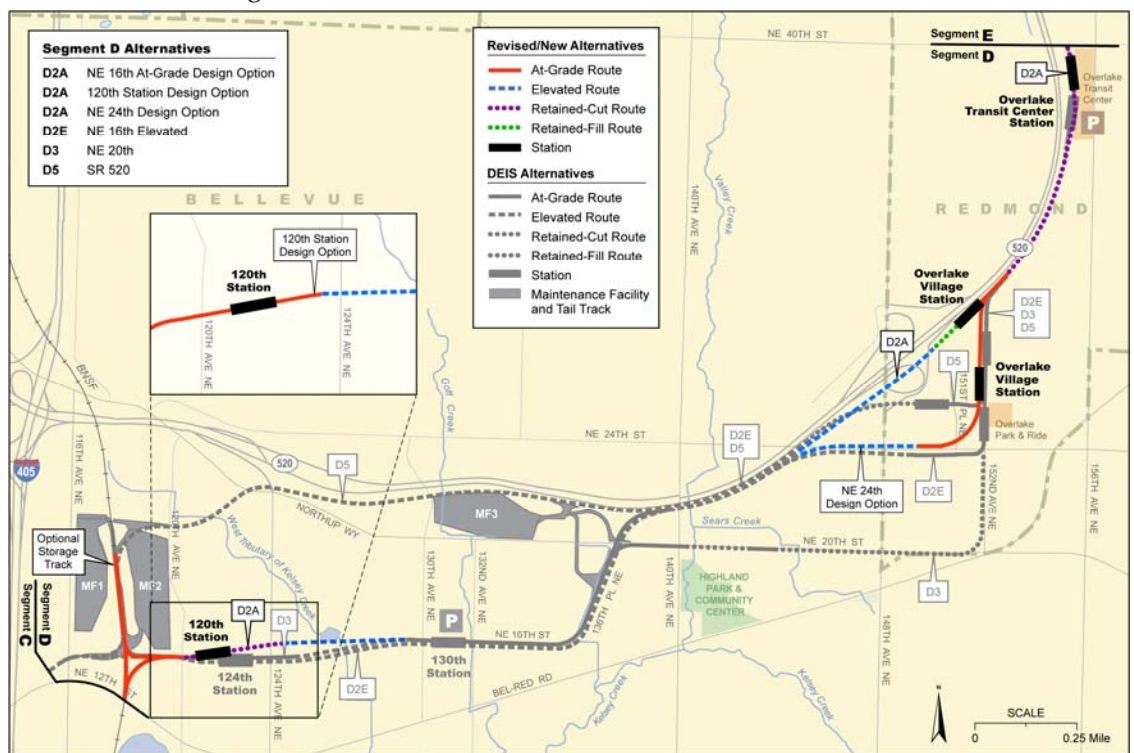 Segment D Alternatives
D2A NE 16th At-Grade Design Option
D2A 120th Station Design Option
D2A NE 24th Design Option
D2E NE 16th Elevated
D3 NE 20th
D5 SR 520
Revised/New Alternatives
At-Grade Route
Elevated Route
Retained-Cut Route
Retained-Fill Route
Station
DEIS Alternatives
At-Grade Route
Elevated Route
Retained-Cut Route
Retained-Fill Route
Station
Maintenance Facility
and Tail Track
NE 40TH ST
Segment E
Segment D
D2A
Overlake
Transit
Center
Overlake
Transit Center
Station
P
BELLEVUE
REDMOND
140TH AVE NE
Valley Creek
148TH AVE NE
520
120th Station
Design Option
120th
Station
120TH AVE NE
124TH AVE NE
Overlake
Village
Station
D2E
D3
D5
D2A
D5
151ST PL NE
Overlake
Village
Station
Overlake
Park & Ride
Goff Creek
BNSF
116TH AVE NE
405
NE 24TH ST
520
D5
D2E
D5
NE 24th
Design Option
D2E
152ND AVE NE
156TH AVE NE
NORTHUP WY
MF3
120TH AVE NE
West Tributary of Kelsey Creek
Optional
Storage
Track
MF1
MF2
130TH AVE NE
132ND AVE NE
136TH PL NE
140TH AVE NE
Sears Creek
NE 20TH ST
D3
HIGHLAND
PARK &
COMMUNITY
CENTER
148TH AVE NE
Segment D
Segment C
120th
Station
D2A
D3
P
NE 16TH ST
124th
Station
124TH AVE NE
D2E
130th
Station
NE 12TH ST
BEL-RED RD
Kelsey Creek
Kelsey Creek
N
SCALE
0 0.25 Mile